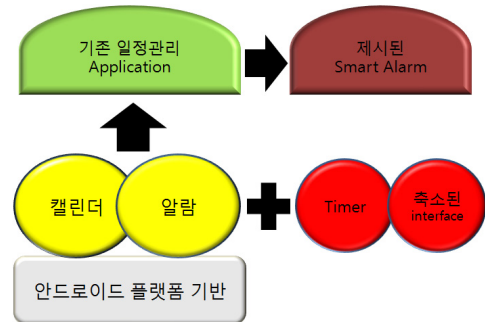 기존 일정관리
Application
제시된
Smart Alarm
캘린더
알람
Timer
축소된
interface
안드로이드 플랫폼 기반